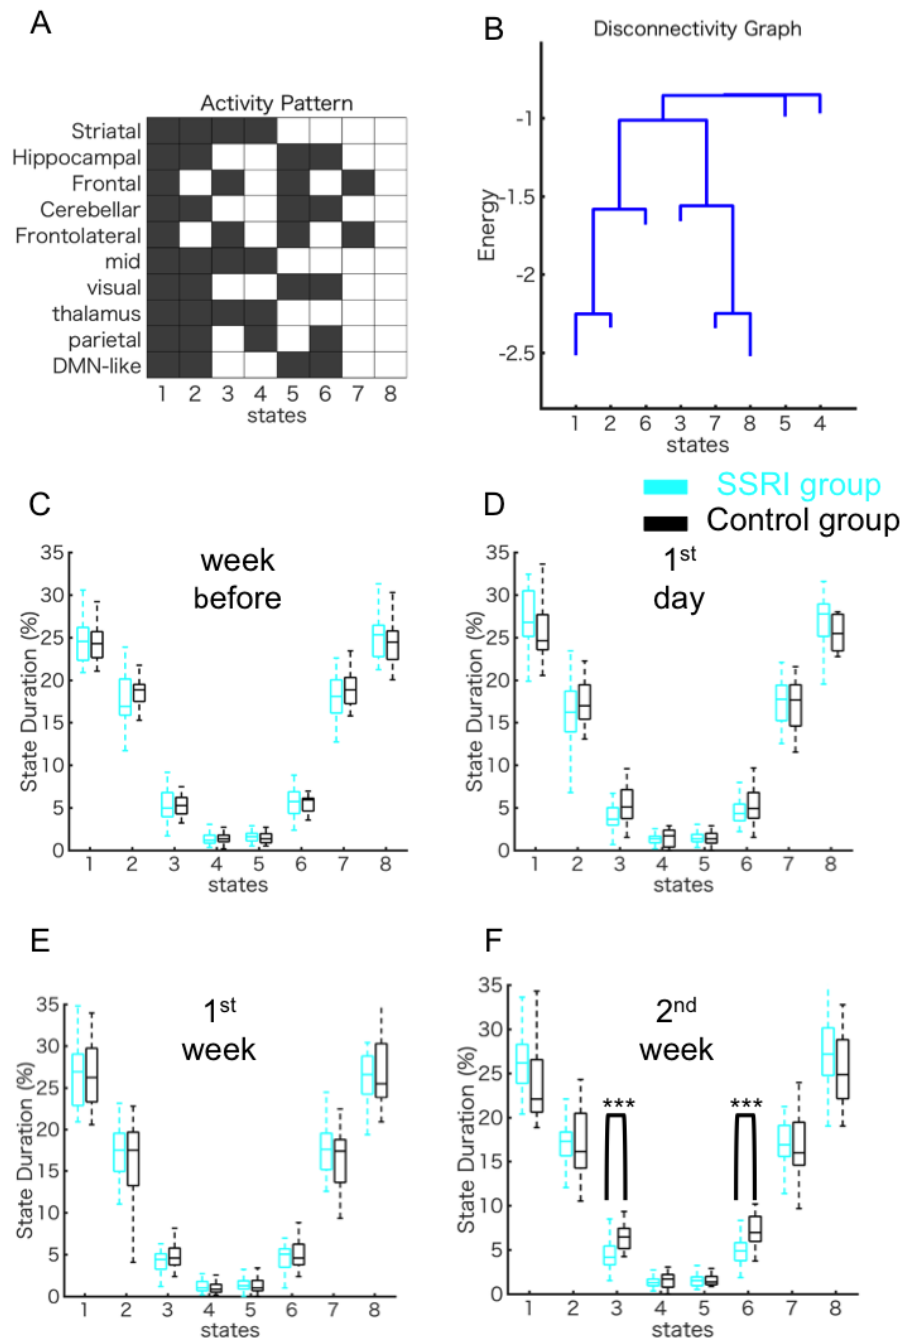 A
Activity Pattern
Striatal
Hippocampal
Frontal
Cerebellar
Frontolateral
mid
visual
thalamus
parietal
DMN-like
1 2 3 4 5 6 7 8
states
B
Disconnectivity Graph
Energy
-1
-1.5
-2
-2.5
1 2 6 3 7 8 5 4
states
SSRI group
Control group
C
week
before
State Duration (%)
35
30
25
20
15
10
5
0
1 2 3 4 5 6 7 8
states
D
1st
day
State Duration (%)
35
30
25
20
15
10
5
0
1 2 3 4 5 6 7 8
states
E
1st
week
State Duration (%)
35
30
25
20
15
10
5
0
1 2 3 4 5 6 7 8
states
F
2nd
week
*** ***
State Duration (%)
35
30
25
20
15
10
5
0
1 2 3 4 5 6 7 8
states